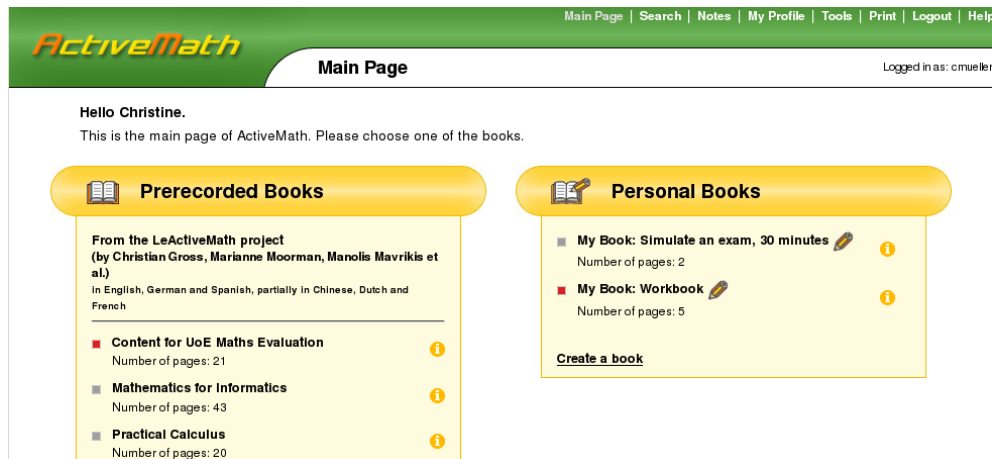 Main Page | Search | Notes | My Profile | Tools | Print | Logout | Help
ActiveMath
Main Page
Logged in as: cmueller
Hello Christine.
This is the main page of ActiveMath. Please choose one of the books.
Prerecorded Books
From the LeActiveMath project
(by Christian Gross, Marianne Moorman, Manolis Mavrikis et
al.)
in English, German and Spanish, partially in Chinese, Dutch and
French
Content for UoE Maths Evaluation
Number of pages: 21
Mathematics for Informatics
Number of pages: 43
Practical Calculus
Number of pages: 20
Personal Books
My Book: Simulate an exam, 30 minutes
Number of pages: 2
My Book: Workbook
Number of pages: 5
Create a book